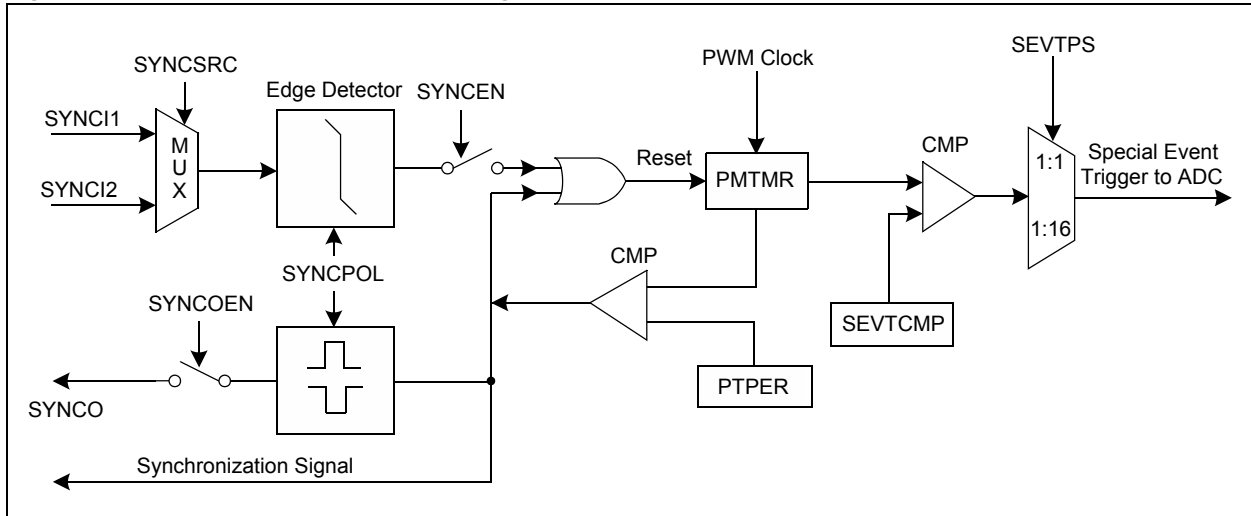 SYNCSRC
SYNCI1
SYNCI2
MUX
Edge Detector
SYNCEN
Reset
PWM Clock
PMTMR
CMP
SEVTPS
1:1
1:16
Special Event
Trigger to ADC
SEVTCMP
CMP
PTPER
SYNCPOL
SYNCOEN
SYNCO
Synchronization Signal